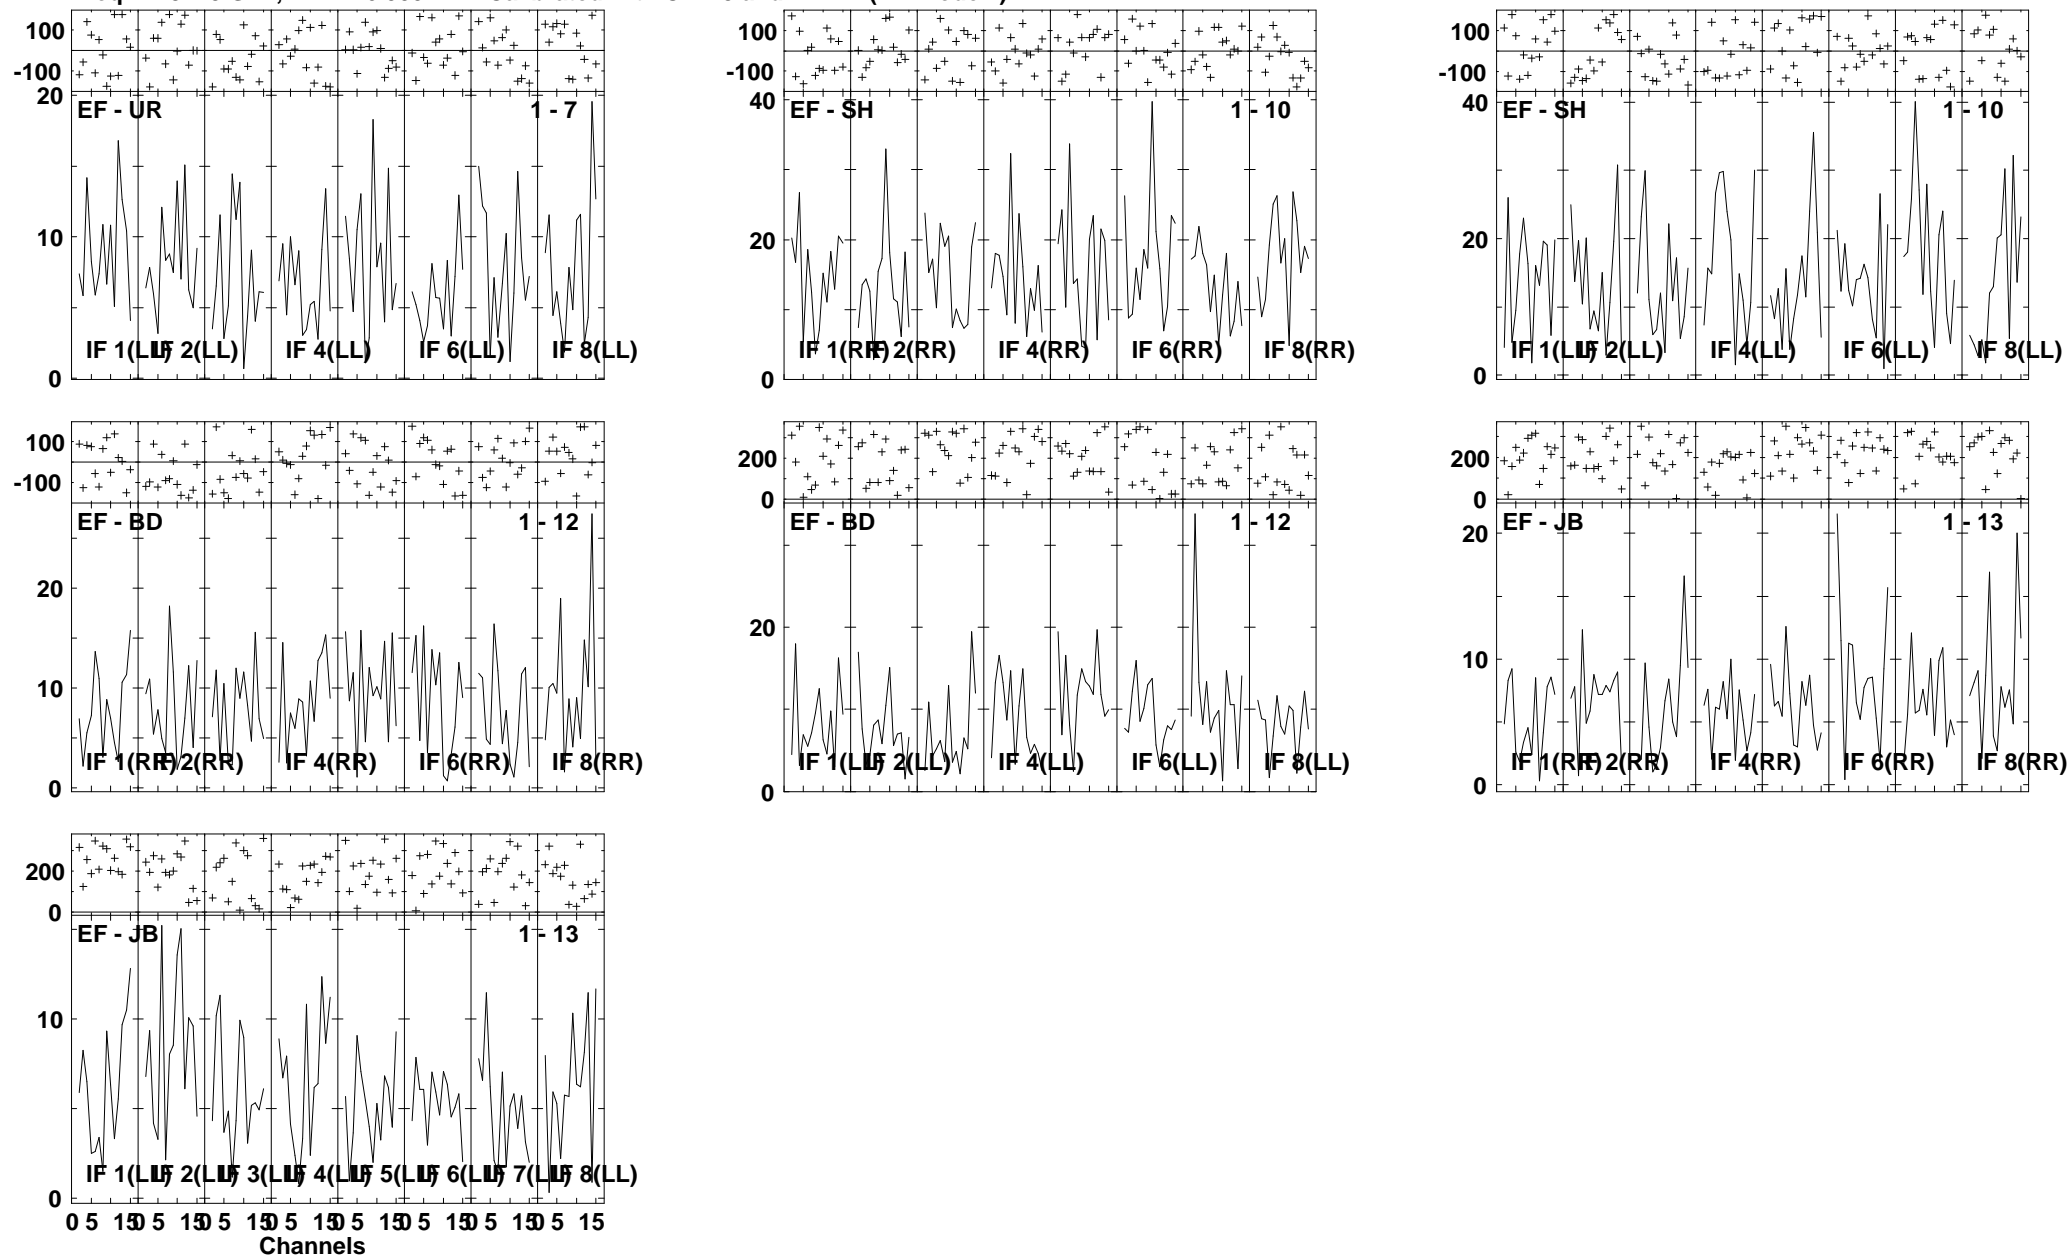 100
-100
20
10
0
EF - UR
1 - 7
IF 1(LL) IF 2(LL) IF 4(LL) IF 6(LL) IF 8(LL)
100
-100
40
20
0
EF - SH
1 - 10
IF 1(RR) IF 2(RR) IF 4(RR) IF 6(RR) IF 8(RR)
100
-100
40
20
0
EF - SH
1 - 10
IF 1(LL) IF 2(LL) IF 4(LL) IF 6(LL) IF 8(LL)
100
-100
20
10
0
EF - BD
1 - 12
IF 1(RR) IF 2(RR) IF 4(RR) IF 6(RR) IF 8(RR)
200
0
20
0
EF - BD
1 - 12
IF 1(LL) IF 2(LL) IF 4(LL) IF 6(LL) IF 8(LL)
200
0
20
10
0
EF - JB
1 - 13
IF 1(RR) IF 2(RR) IF 4(RR) IF 6(RR) IF 8(RR)
200
0
10
0
EF - JB
1 - 13
IF 1(LL) IF 2(LL) IF 3(LL) IF 4(LL) IF 5(LL) IF 6(LL) IF 7(LL) IF 8(LL)
0 5 15 0 5 15 0 5 15 0 5 15 0 5 15 0 5 15 0 5 15 0 5 15
Channels